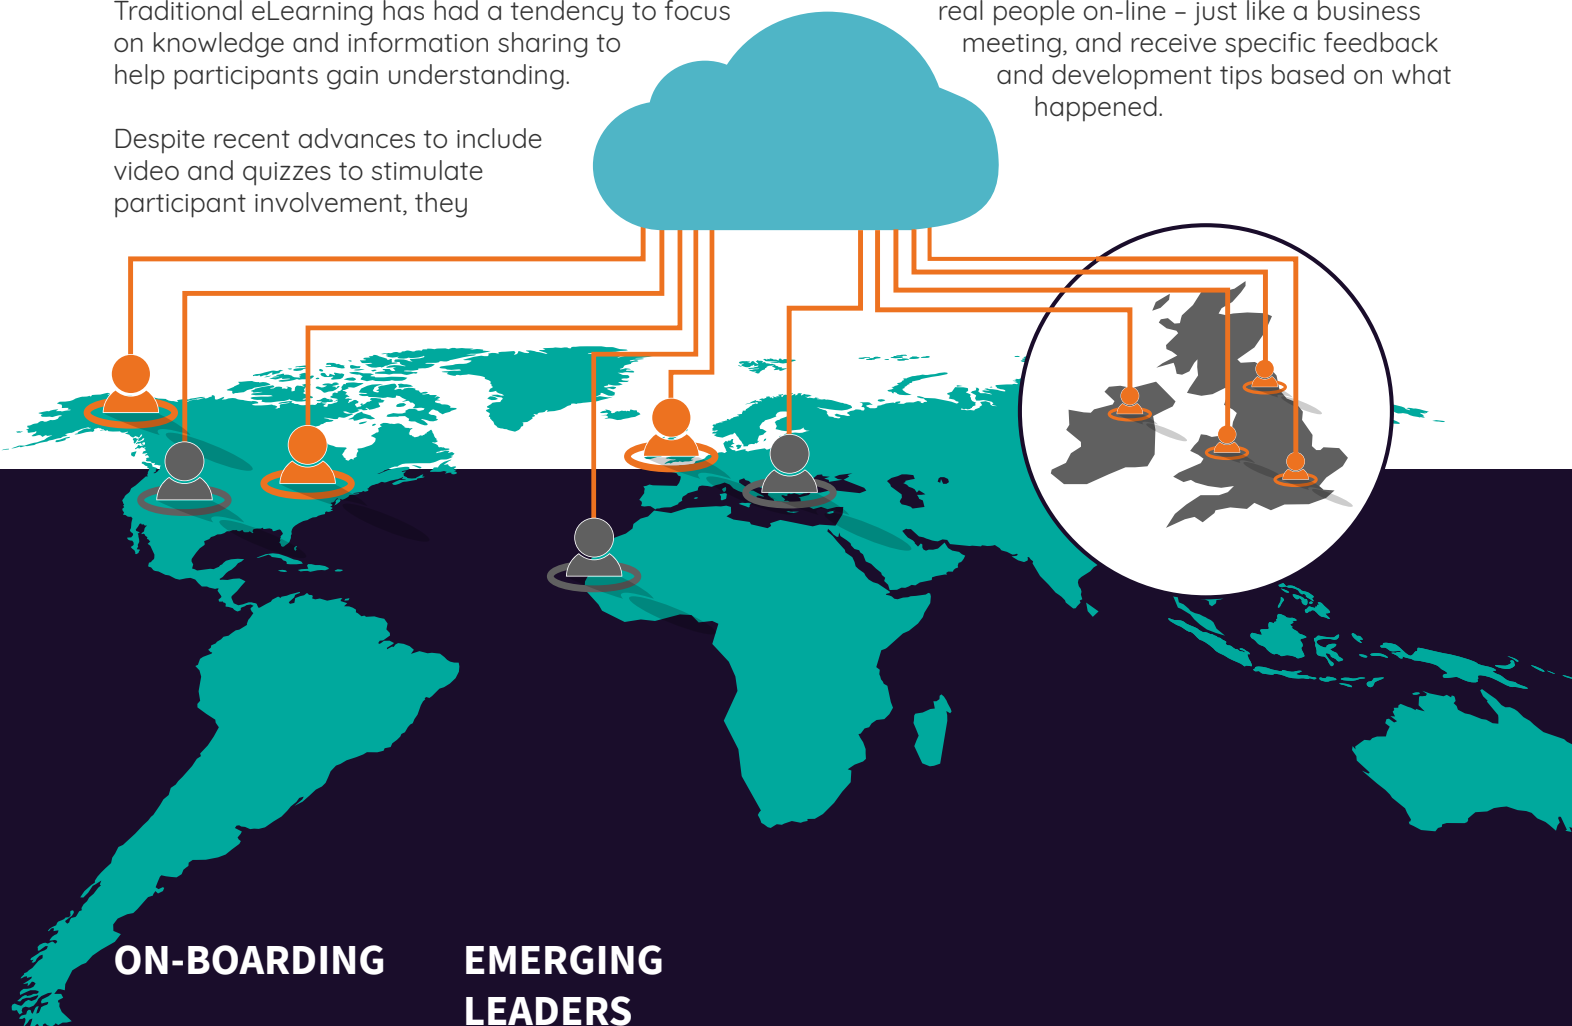 Traditional eLearning has had a tendency to focus
on knowledge and information sharing to
help participants gain understanding.
Despite recent advances to include
video and quizzes to stimulate
participant involvement, they
real people on-line – just like a business
meeting, and receive specific feedback
and development tips based on what
happened.
ON-BOARDING
EMERGING
LEADERS